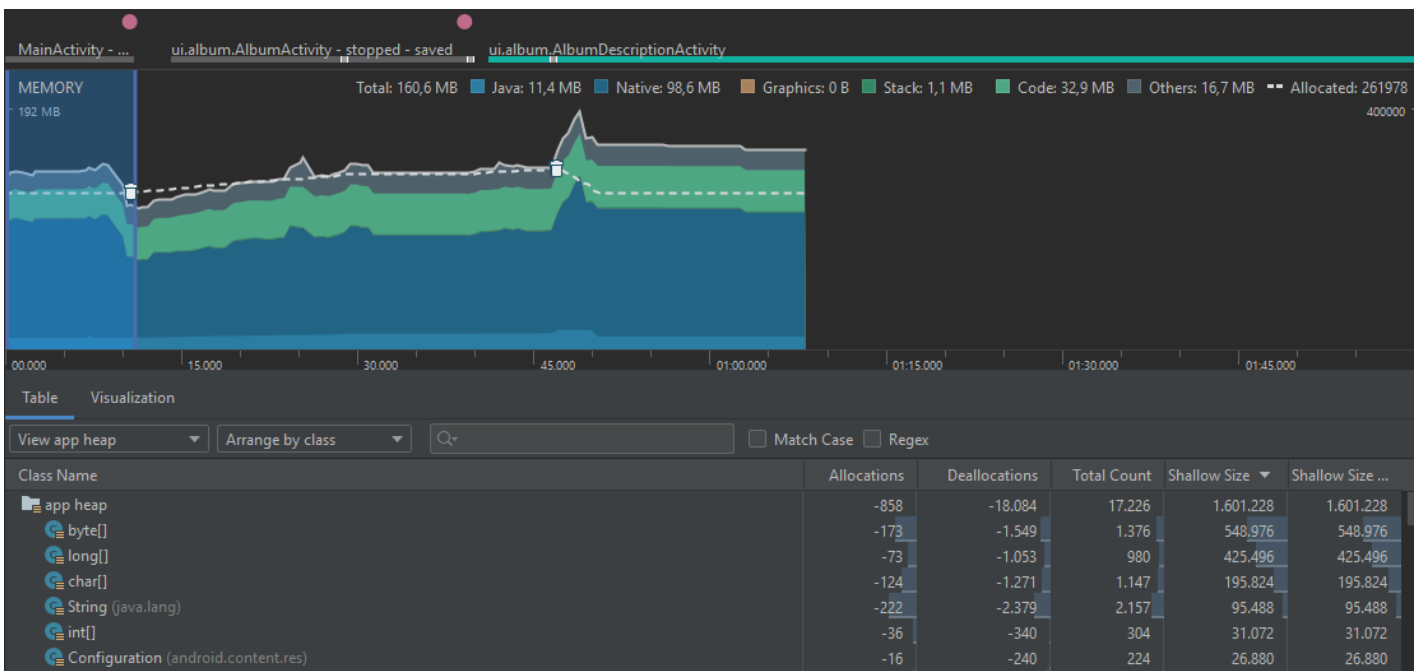 MainActivity - ...
ui.album.AlbumActivity - stopped - saved
ui.album.AlbumDescriptionActivity
MEMORY
Total: 160,6 MB Java: 11,4 MB Native: 98,6 MB Graphics: 0 B Stack: 1,1 MB Code: 32,9 MB Others: 16,7 MB Allocated: 261978
192 MB
400000
00.000 15.000 30.000 45.000 01:00.000 01:15.000 01:30.000 01:45.000
Table Visualization
View app heap Arrange by class Match Case Regex
Class Name Allocations Deallocations Total Count Shallow Size Shallow Size ...
app heap -858 -18.084 17.226 1.601.228 1.601.228
byte[] -173 -1.549 1.376 548.976 548.976
long[] -73 -1.053 980 425.496 425.496
char[] -124 -1.271 1.147 195.824 195.824
String (java.lang) -222 -2.379 2.157 95.488 95.488
int[] -36 -340 304 31.072 31.072
Configuration (android.content.res) -16 -240 224 26.880 26.880